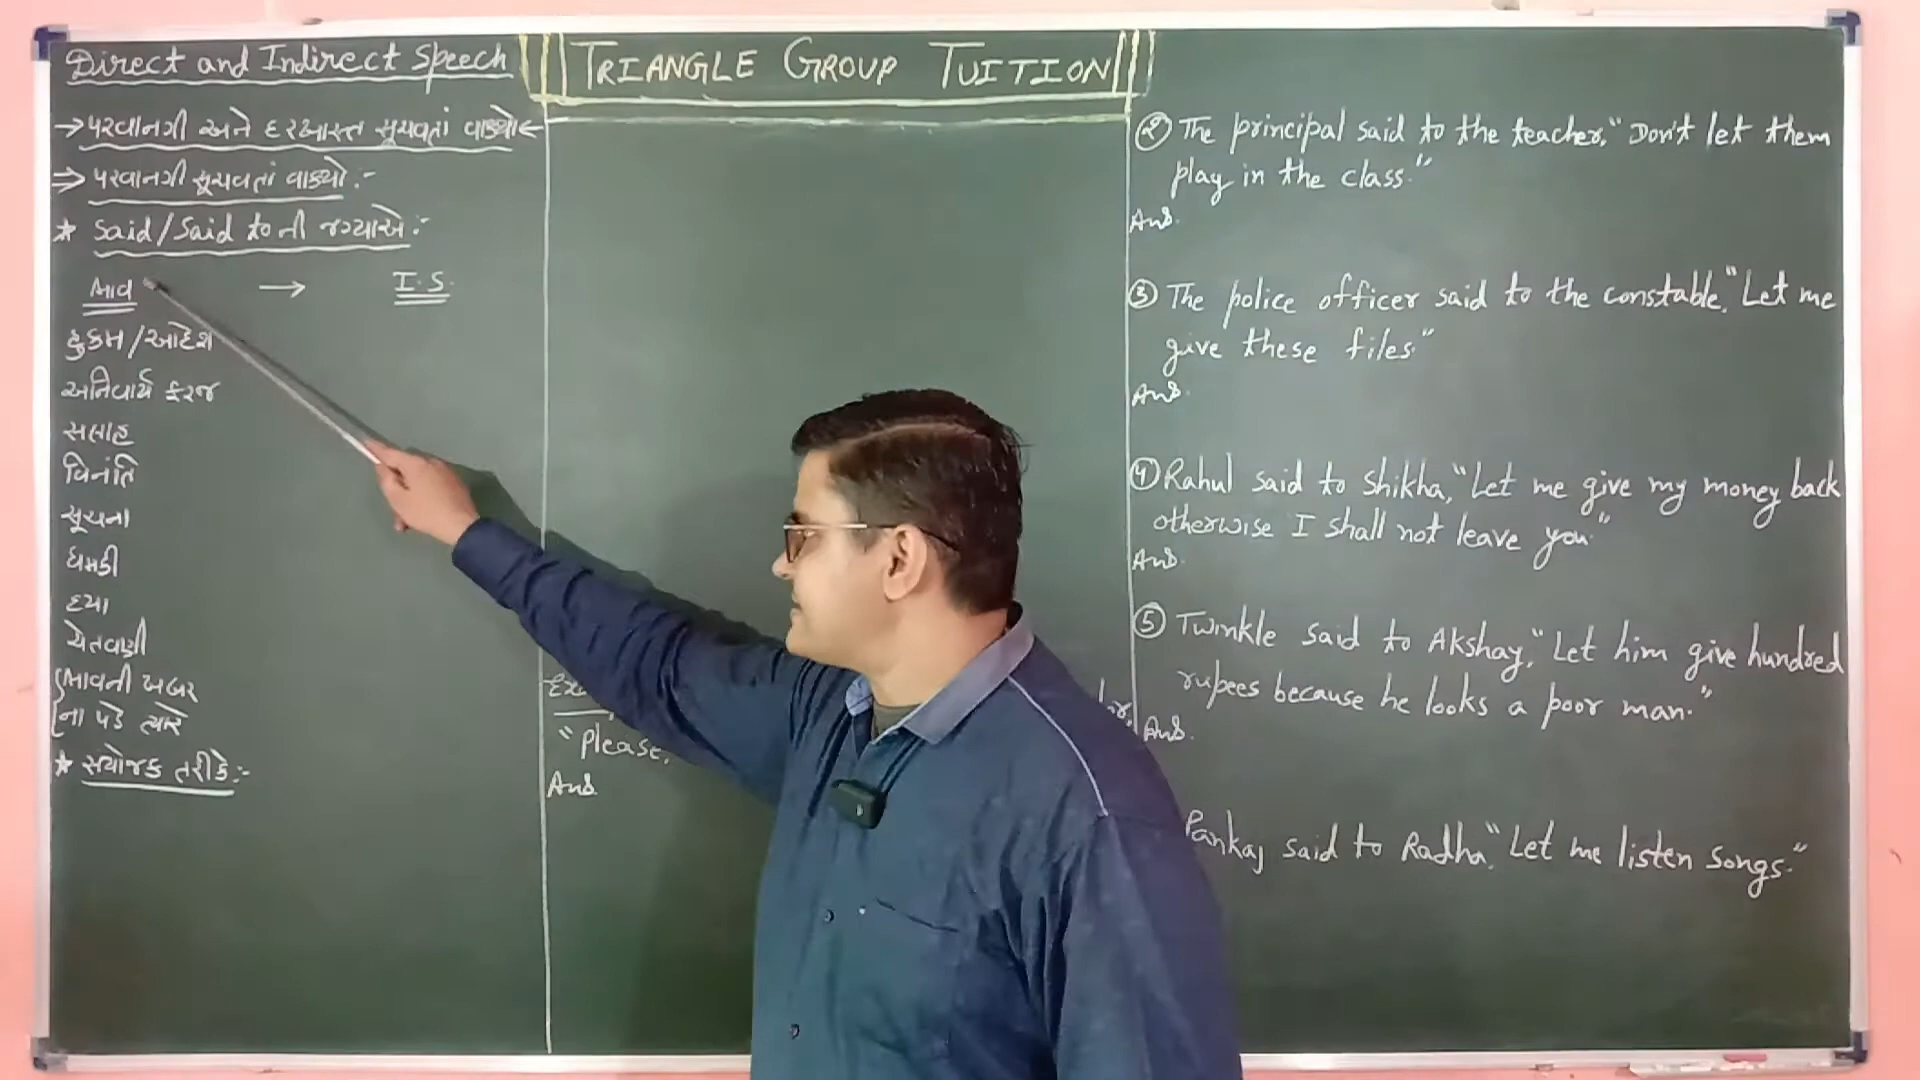 Direct and Indirect Speech
TRIANGLE GROUP TUITION
→ પરવાનગી અને દરખાસ્ત સૂચવતાં વાક્યો ←
⇒ પરવાનગી સૂચવતાં વાક્યો :-
★ Said/Said to ની જગ્યાએ :-
ભાવ → I.S.
હુકમ/આદેશ
અનિવાર્ય ફરજ
સલાહ
વિનંતિ
સૂચના
ધમકી
દયા
ચેતવણી
ભાવની ખબર
ના પડે ત્યારે
★ સંયોજક તરીકે :-
"please,
Ans.
② The principal said to the teacher, "Don't let them
play in the class."
Ans.
③ The police officer said to the constable, "Let me
give these files."
Ans.
④ Rahul said to Shikha, "Let me give my money back
otherwise I shall not leave you."
Ans.
⑤ Twinkle said to Akshay, "Let him give hundred
rupees because he looks a poor man."
Ans.
Pankaj said to Radha, "Let me listen songs."